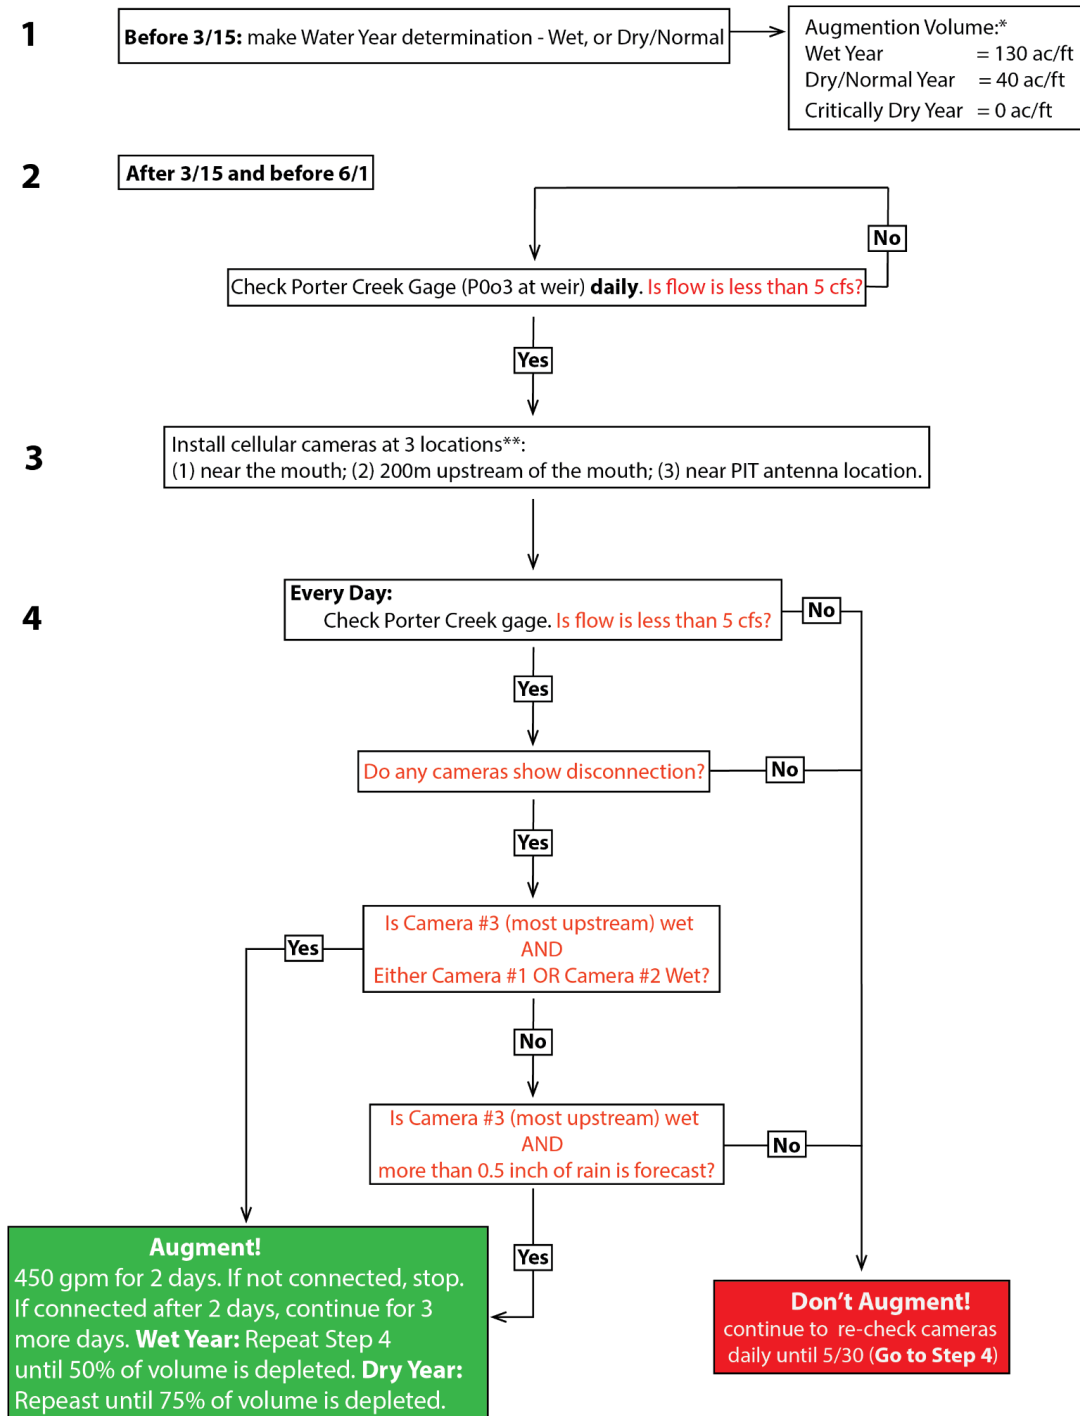 1
Before 3/15: make Water Year determination - Wet, or Dry/Normal
Augmention Volume:*
Wet Year = 130 ac/ft
Dry/Normal Year = 40 ac/ft
Critically Dry Year = 0 ac/ft
2
After 3/15 and before 6/1
No
Check Porter Creek Gage (P0o3 at weir) daily. Is flow is less than 5 cfs?
Yes
3
Install cellular cameras at 3 locations**:
(1) near the mouth; (2) 200m upstream of the mouth; (3) near PIT antenna location.
4
Every Day:
Check Porter Creek gage. Is flow is less than 5 cfs?
No
Yes
Do any cameras show disconnection?
No
Yes
Is Camera #3 (most upstream) wet
AND
Either Camera #1 OR Camera #2 Wet?
Yes
No
Is Camera #3 (most upstream) wet
AND
more than 0.5 inch of rain is forecast?
No
Yes
Augment!
450 gpm for 2 days. If not connected, stop.
If connected after 2 days, continue for 3
more days. Wet Year: Repeat Step 4
until 50% of volume is depleted. Dry Year:
Repeast until 75% of volume is depleted.
Don't Augment!
continue to re-check cameras
daily until 5/30 (Go to Step 4)